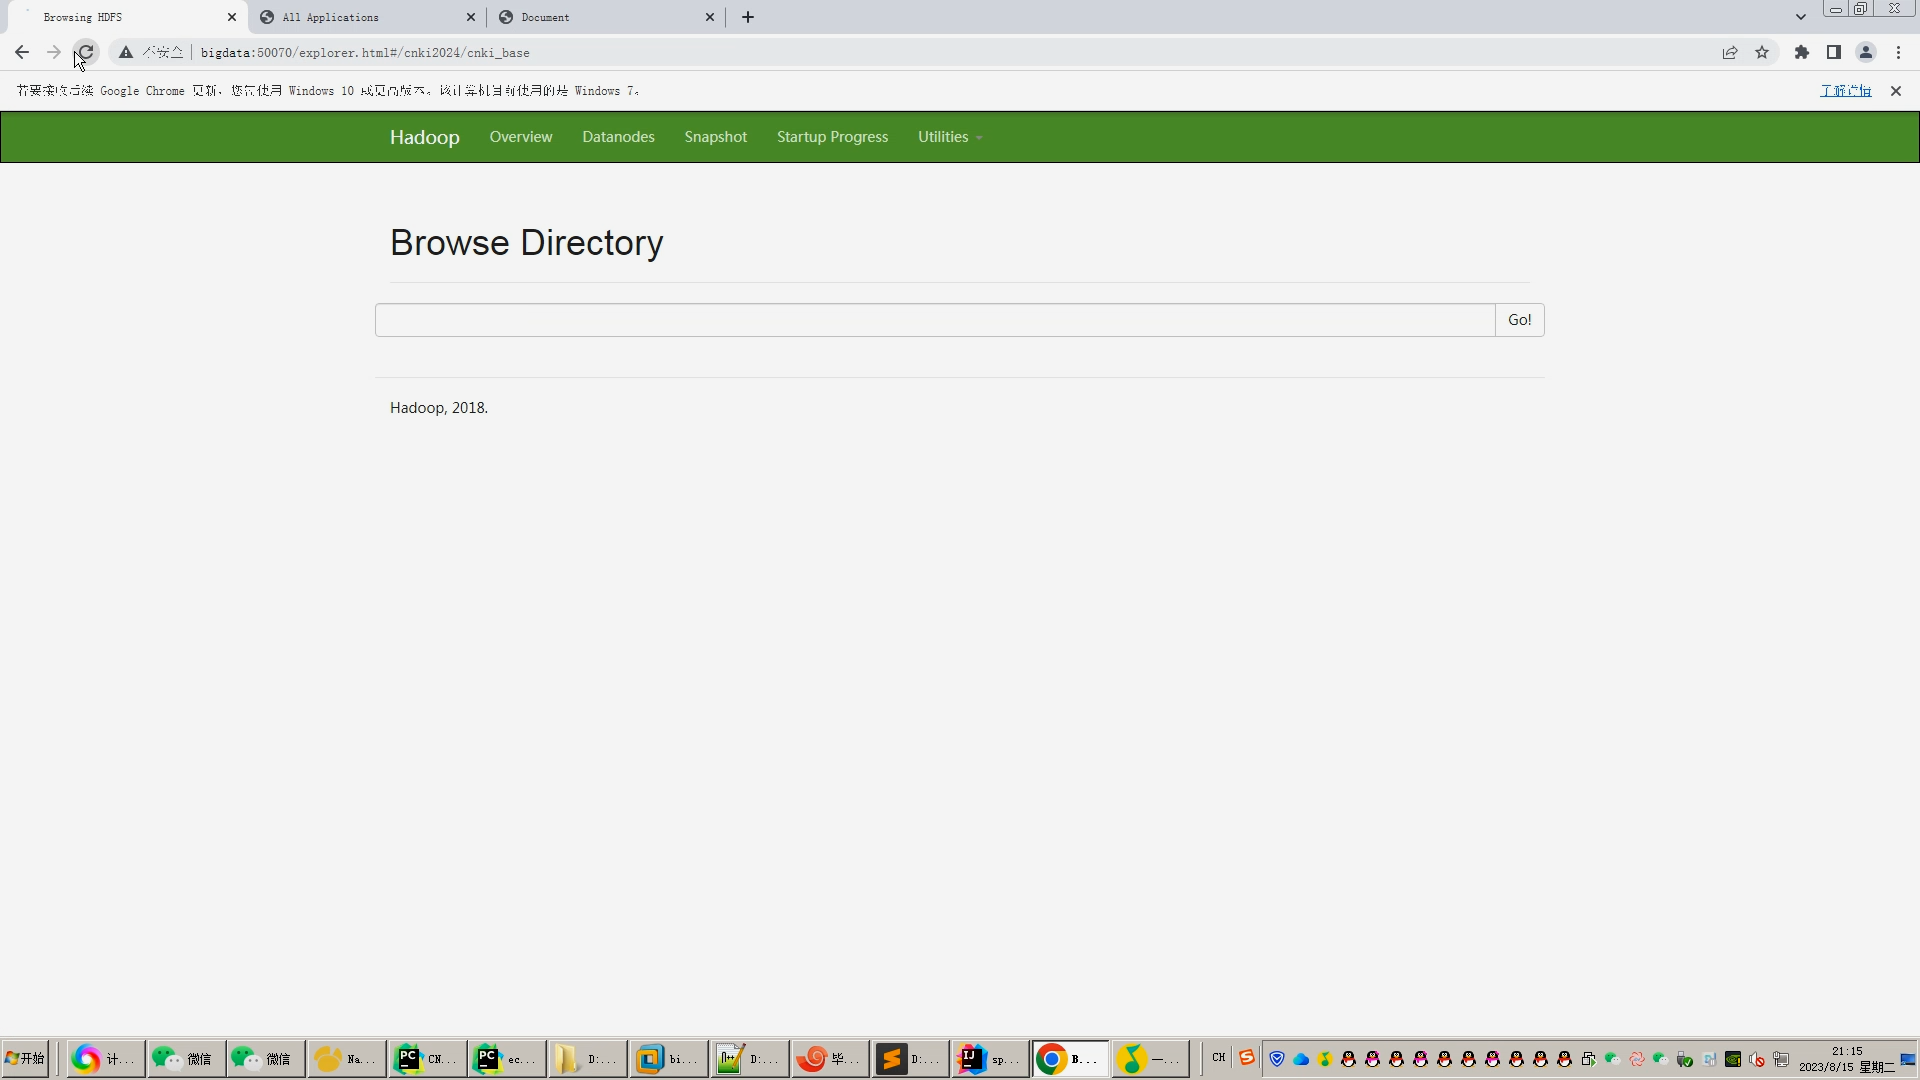 Browsing HDFS
All Applications
Document
不安全
bigdata:50070/explorer.html#/cnki2024/cnki_base
若要接收后续 Google Chrome 更新，您需使用 Windows 10 或更高版本。该计算机目前使用的是 Windows 7。
了解详情
Hadoop
Overview
Datanodes
Snapshot
Startup Progress
Utilities
Browse Directory
Go!
Hadoop, 2018.
开始
计...
微信
微信
Na...
CN...
ec...
D:...
bi...
D:...
毕...
D:...
sp...
B...
一...
CH
21:15
2023/8/15 星期二